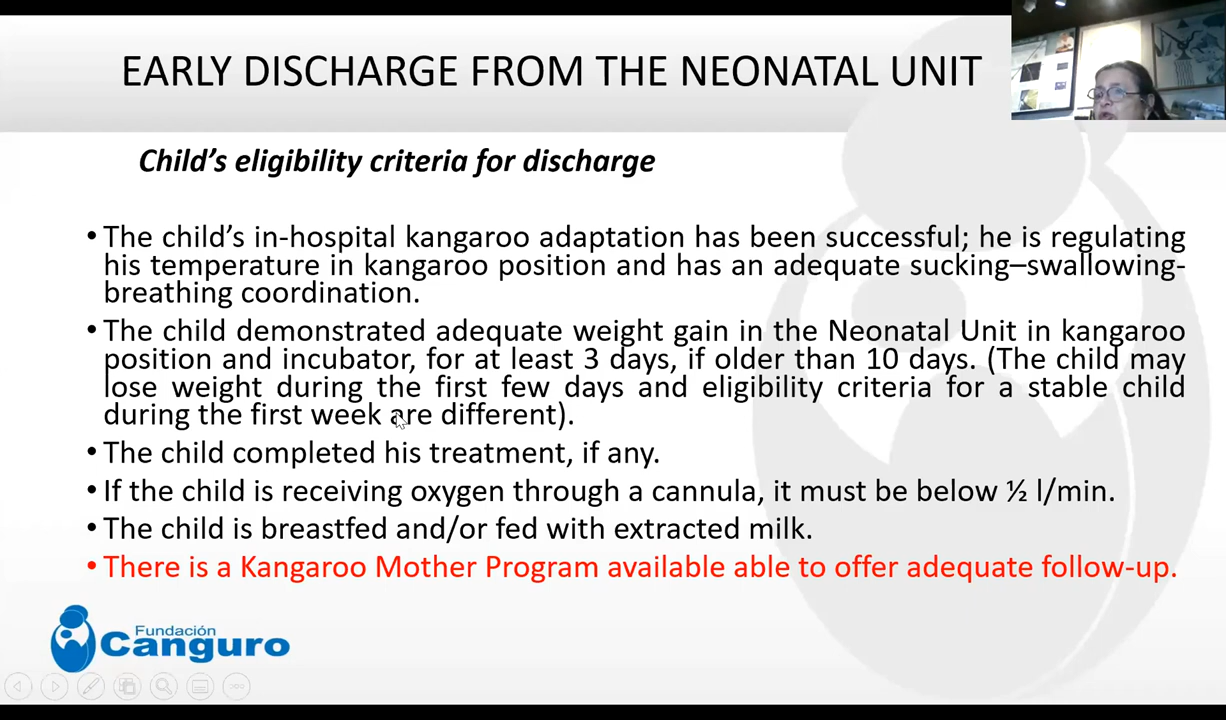 EARLY DISCHARGE FROM THE NEONATAL UNIT
Child’s eligibility criteria for discharge
• The child’s in-hospital kangaroo adaptation has been successful; he is regulating
his temperature in kangaroo position and has an adequate sucking–swallowing-
breathing coordination.
• The child demonstrated adequate weight gain in the Neonatal Unit in kangaroo
position and incubator, for at least 3 days, if older than 10 days. (The child may
lose weight during the first few days and eligibility criteria for a stable child
during the first week are different).
• The child completed his treatment, if any.
• If the child is receiving oxygen through a cannula, it must be below ½ l/min.
• The child is breastfed and/or fed with extracted milk.
• There is a Kangaroo Mother Program available able to offer adequate follow-up.
Fundación
Canguro